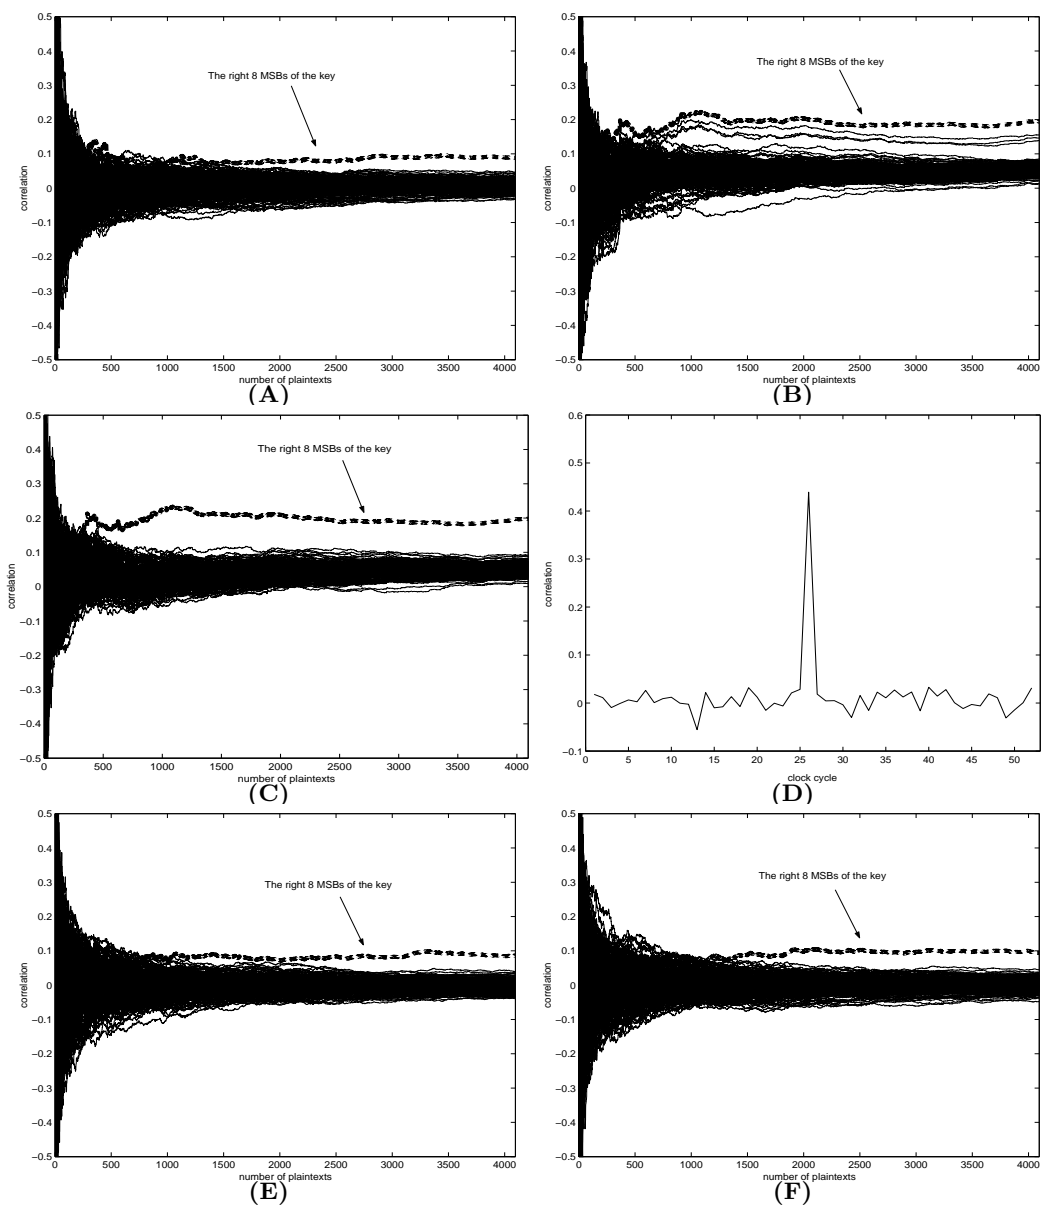 0.5
0.4
The right 8 MSBs of the key
0.3
0.2
0.1
correlation
0
−0.1
−0.2
−0.3
−0.4
−0.5
0 500 1000 1500 2000 2500 3000 3500 4000
number of plaintexts
(A)
0.5
0.4
The right 8 MSBs of the key
0.3
0.2
0.1
correlation
0
−0.1
−0.2
−0.3
−0.4
−0.5
0 500 1000 1500 2000 2500 3000 3500 4000
number of plaintexts
(B)
0.5
0.4
The right 8 MSBs of the key
0.3
0.2
0.1
correlation
0
−0.1
−0.2
−0.3
−0.4
−0.5
0 500 1000 1500 2000 2500 3000 3500 4000
number of plaintexts
(C)
0.6
0.5
0.4
0.3
correlation
0.2
0.1
0
−0.1
0 5 10 15 20 25 30 35 40 45 50
clock cycle
(D)
0.5
0.4
0.3
The right 8 MSBs of the key
0.2
0.1
correlation
0
−0.1
−0.2
−0.3
−0.4
−0.5
0 500 1000 1500 2000 2500 3000 3500 4000
number of plaintexts
(E)
0.5
0.4
The right 8 MSBs of the key
0.3
0.2
0.1
correlation
0
−0.1
−0.2
−0.3
−0.4
−0.5
0 500 1000 1500 2000 2500 3000 3500 4000
number of plaintexts
(F)